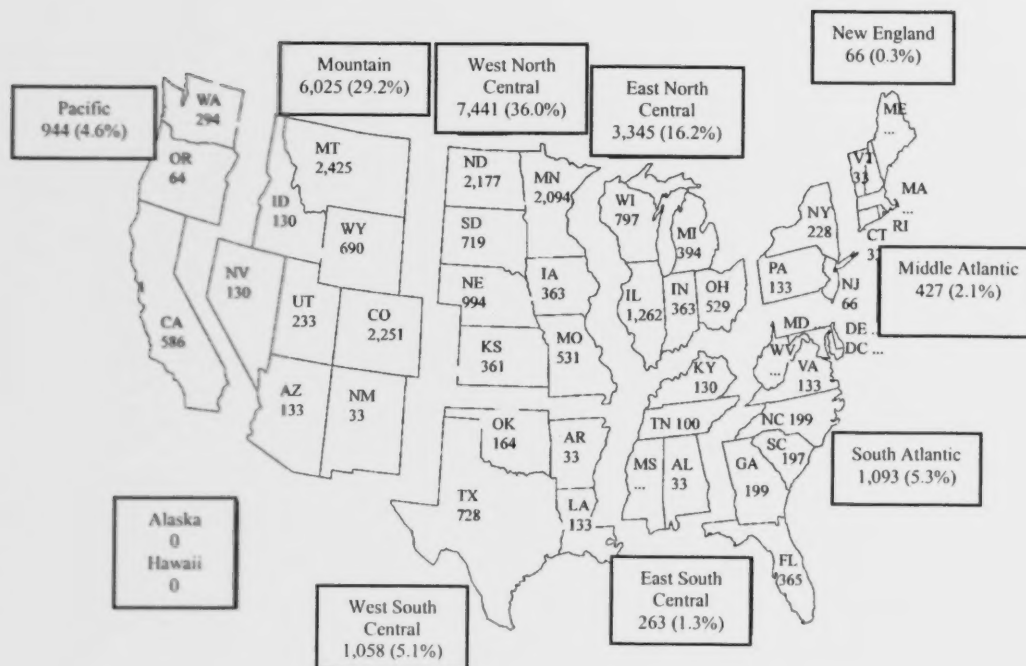 New England
66 (0.3%)
Mountain
6,025 (29.2%)
West North
Central
7,441 (36.0%)
East North
Central
3,345 (16.2%)
Pacific
944 (4.6%)
WA
294
OR
64
CA
586
ID
130
NV
130
MT
2,425
WY
690
UT
233
CO
2,251
AZ
133
NM
33
ND
2,177
SD
719
NE
994
KS
361
MN
2,094
IA
363
MO
531
WI
797
IL
1,262
MI
394
IN
363
OH
529
ME
...
VT
33
MA
...
RI
CT
NY
228
PA
133
NJ
66
Middle Atlantic
427 (2.1%)
MD
DE ...
DC ...
WV
...
VA
133
KY
130
TN 100
NC 199
SC
197
OK
164
AR
33
MS
...
AL
33
GA
199
South Atlantic
1,093 (5.3%)
TX
728
LA
133
FL
365
Alaska
0
Hawaii
0
West South
Central
1,058 (5.1%)
East South
Central
263 (1.3%)